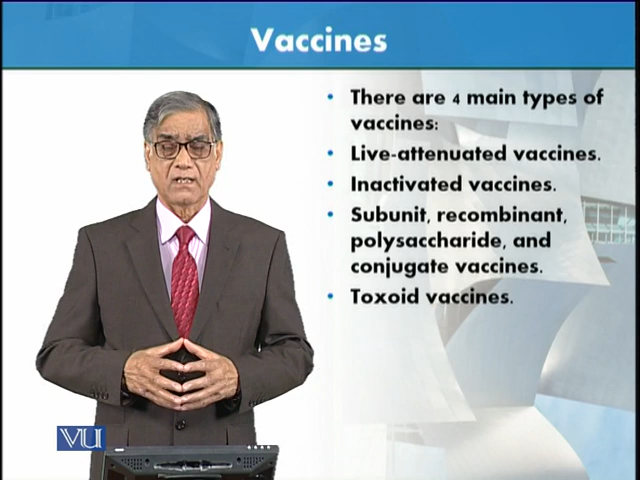 Vaccines
• There are 4 main types of
vaccines:
• Live-attenuated vaccines.
• Inactivated vaccines.
• Subunit, recombinant,
polysaccharide, and
conjugate vaccines.
• Toxoid vaccines.
VU